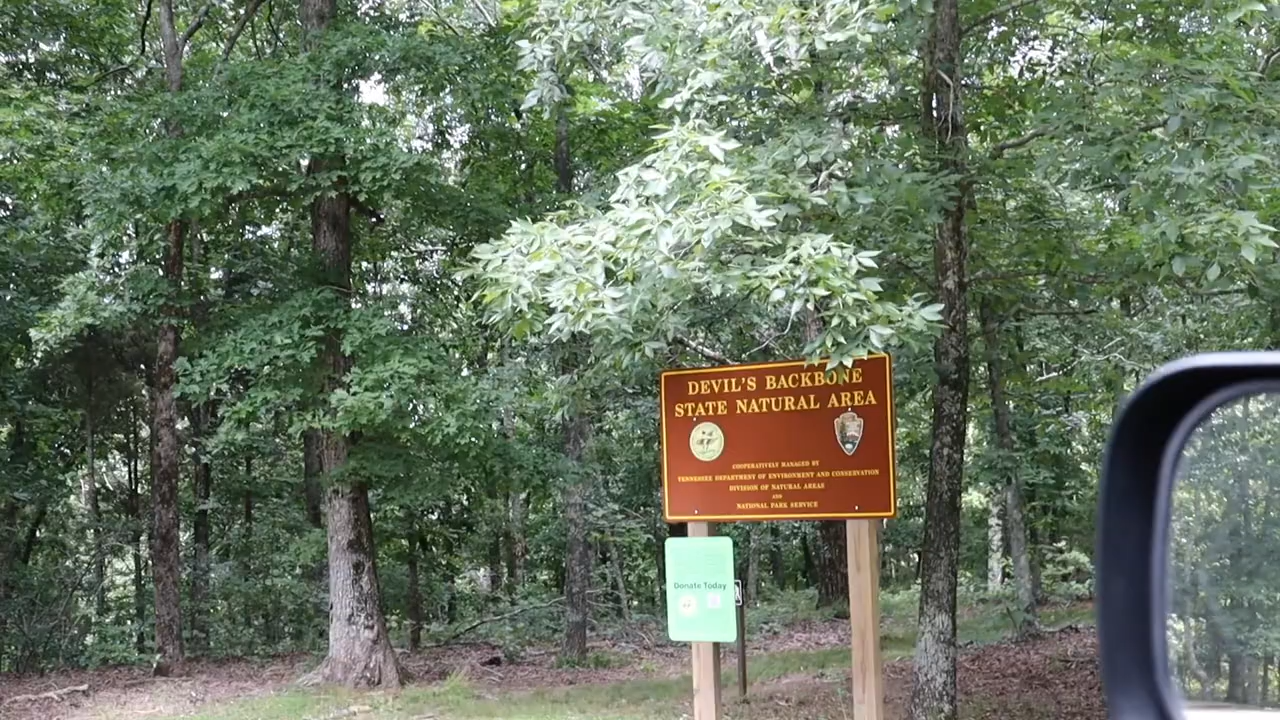 DEVIL'S BACKBONE
STATE NATURAL AREA
COOPERATIVELY MANAGED BY
TENNESSEE DEPARTMENT OF ENVIRONMENT AND CONSERVATION
DIVISION OF NATURAL AREAS
AND
NATIONAL PARK SERVICE
Donate Today